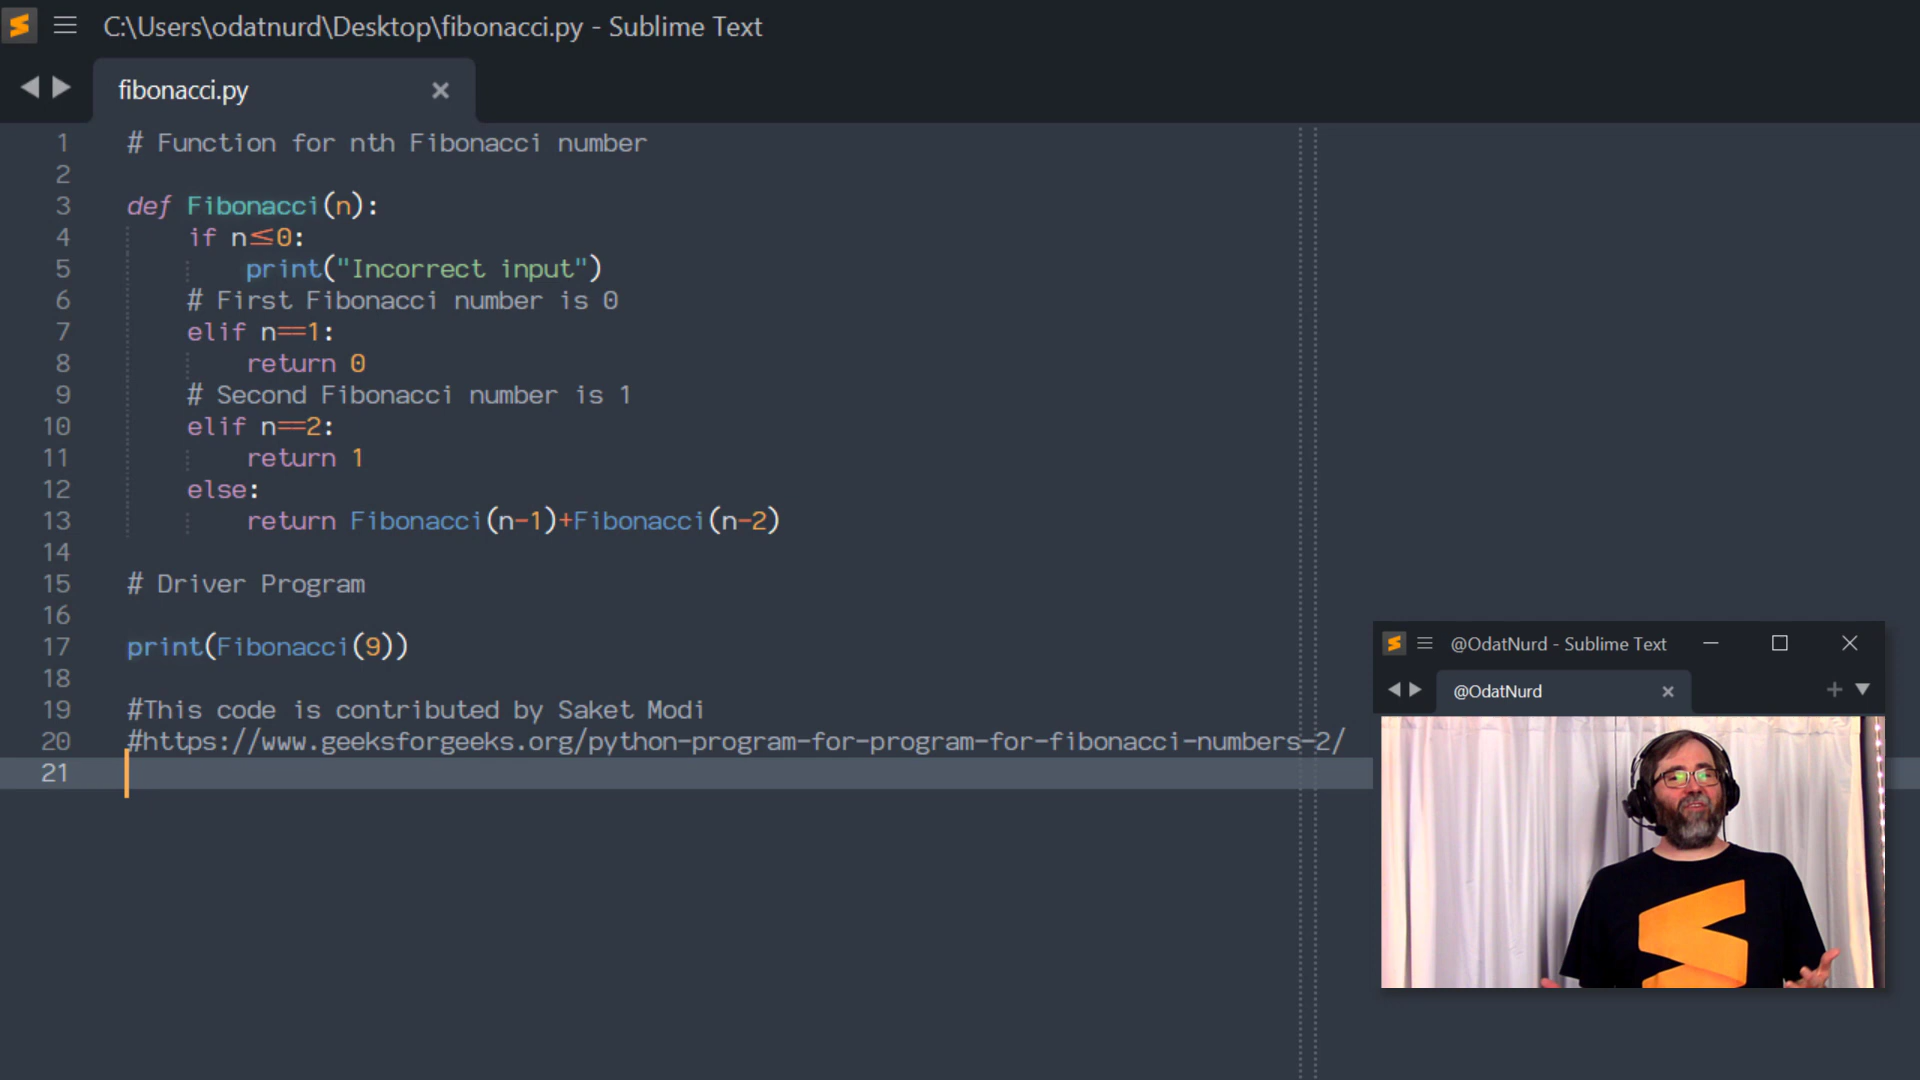 C:\Users\odatnurd\Desktop\fibonacci.py - Sublime Text
fibonacci.py
1 # Function for nth Fibonacci number
2
3 def Fibonacci(n):
4     if n≤0:
5         print("Incorrect input")
6     # First Fibonacci number is 0
7     elif n==1:
8         return 0
9     # Second Fibonacci number is 1
10     elif n==2:
11         return 1
12     else:
13         return Fibonacci(n-1)+Fibonacci(n-2)
14
15 # Driver Program
16
17 print(Fibonacci(9))
18
19 #This code is contributed by Saket Modi
20 #https://www.geeksforgeeks.org/python-program-for-program-for-fibonacci-numbers-2/
21
@OdatNurd - Sublime Text
@OdatNurd